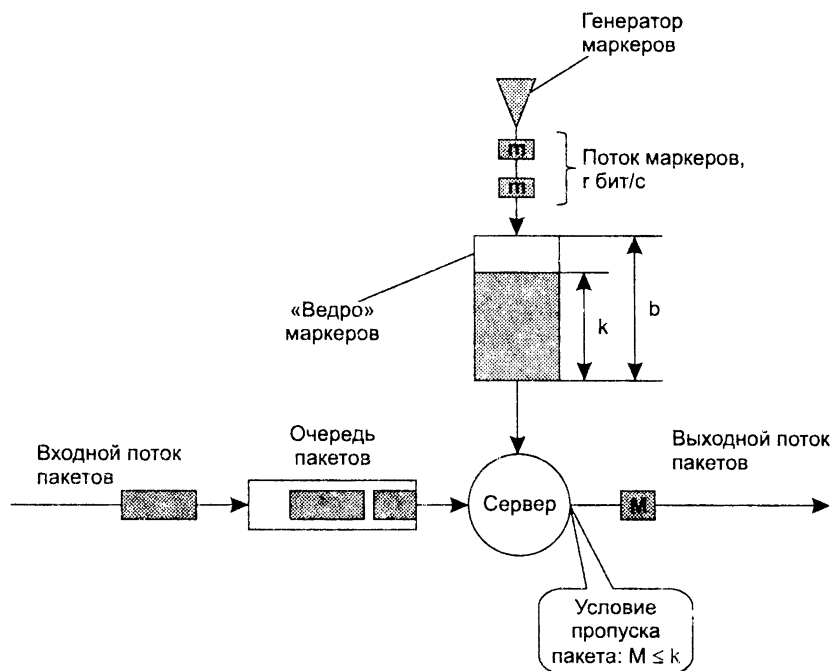 Генератор
маркеров
m
m
Поток маркеров,
r бит/с
«Ведро»
маркеров
k
b
Входной поток
пакетов
Очередь
пакетов
Сервер
M
Выходной поток
пакетов
Условие
пропуска
пакета: M ≤ k